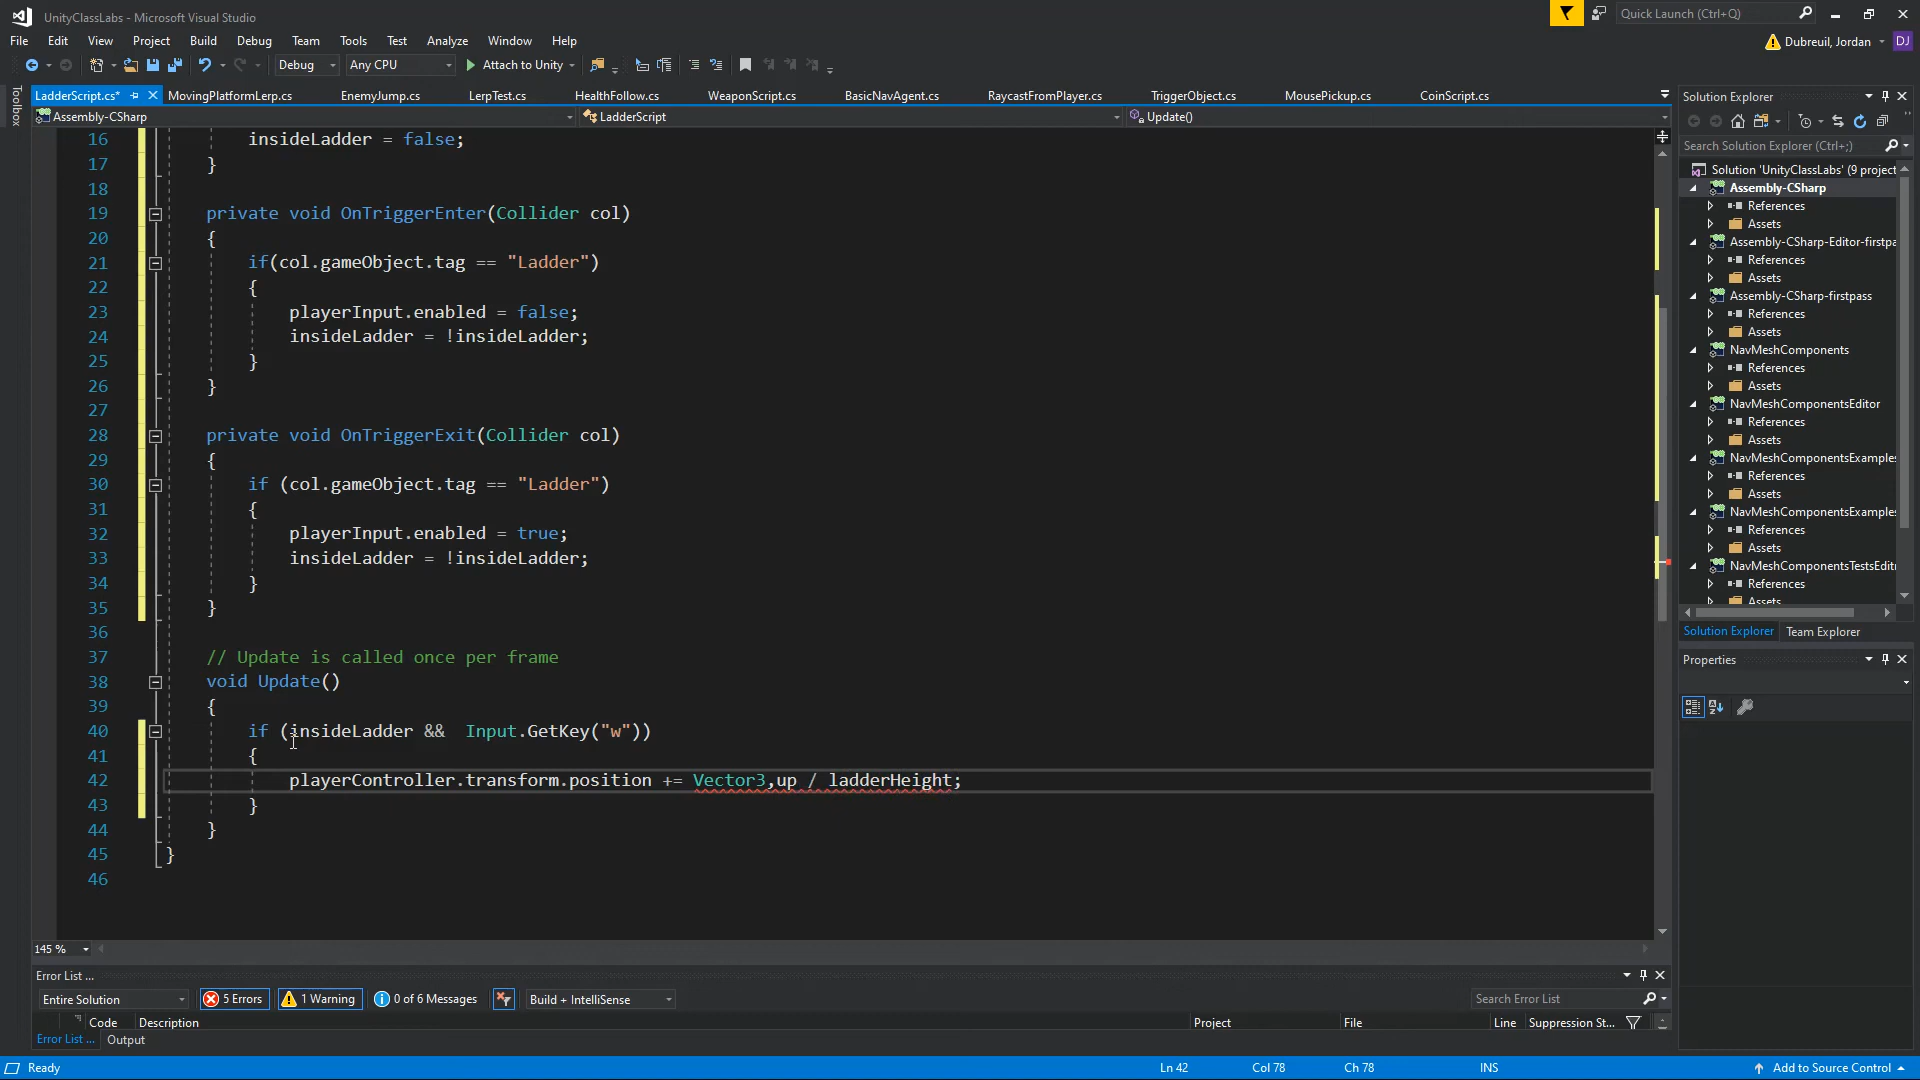 UnityClassLabs - Microsoft Visual Studio
Quick Launch (Ctrl+Q)
File Edit View Project Build Debug Team Tools Test Analyze Window Help
Dubreuil, Jordan DJ
Debug Any CPU Attach to Unity
Toolbox
LadderScript.cs* MovingPlatformLerp.cs EnemyJump.cs LerpTest.cs HealthFollow.cs WeaponScript.cs BasicNavAgent.cs RaycastFromPlayer.cs TriggerObject.cs MousePickup.cs CoinScript.cs
Assembly-CSharp LadderScript Update()
16 insideLadder = false;
17 }
18
19 private void OnTriggerEnter(Collider col)
20 {
21 if(col.gameObject.tag == "Ladder")
22 {
23 playerInput.enabled = false;
24 insideLadder = !insideLadder;
25 }
26 }
27
28 private void OnTriggerExit(Collider col)
29 {
30 if (col.gameObject.tag == "Ladder")
31 {
32 playerInput.enabled = true;
33 insideLadder = !insideLadder;
34 }
35 }
36
37 // Update is called once per frame
38 void Update()
39 {
40 if (insideLadder &&  Input.GetKey("w"))
41 {
42 playerController.transform.position += Vector3,up / ladderHeight;
43 }
44 }
45 }
46
145 %
Error List ...
Entire Solution 5 Errors 1 Warning 0 of 6 Messages Build + IntelliSense Search Error List
Code Description Project File Line Suppression St...
Error List ... Output
Ready Ln 42 Col 78 Ch 78 INS Add to Source Control
Solution Explorer
Search Solution Explorer (Ctrl+;)
Solution 'UnityClassLabs' (9 project
Assembly-CSharp
References
Assets
Assembly-CSharp-Editor-firstpa
References
Assets
Assembly-CSharp-firstpass
References
Assets
NavMeshComponents
References
Assets
NavMeshComponentsEditor
References
Assets
NavMeshComponentsExamples
References
Assets
NavMeshComponentsExamples
References
Assets
NavMeshComponentsTestsEdit
References
Assets
Solution Explorer Team Explorer
Properties